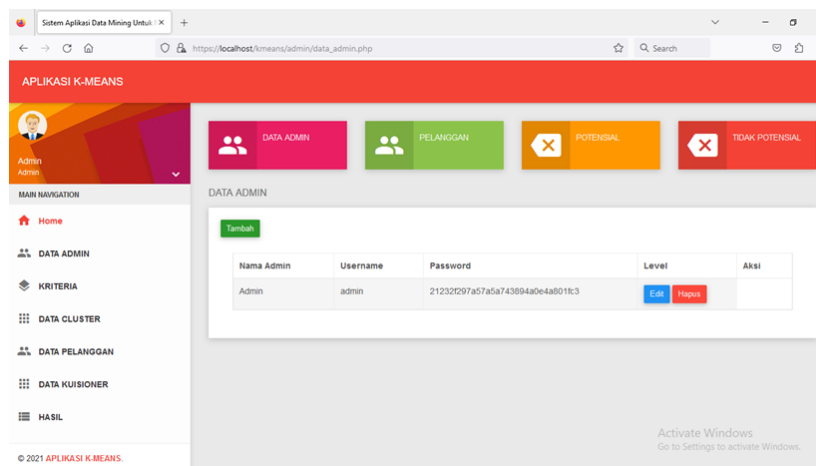 Sistem Aplikasi Data Mining Untuk
https://localhost/kmeans/admin/data_admin.php
Search
APLIKASI K-MEANS
Admin
Admin
MAIN NAVIGATION
Home
DATA ADMIN
KRITERIA
DATA CLUSTER
DATA PELANGGAN
DATA KUISIONER
HASIL
© 2021 APLIKASI K-MEANS.
DATA ADMIN
PELANGGAN
POTENSIAL
TIDAK POTENSIAL
DATA ADMIN
Tambah
Nama Admin Username Password Level Aksi
Admin admin 21232f297a57a5a743894a0e4a801fc3 Edit Hapus
Activate Windows
Go to Settings to activate Windows.